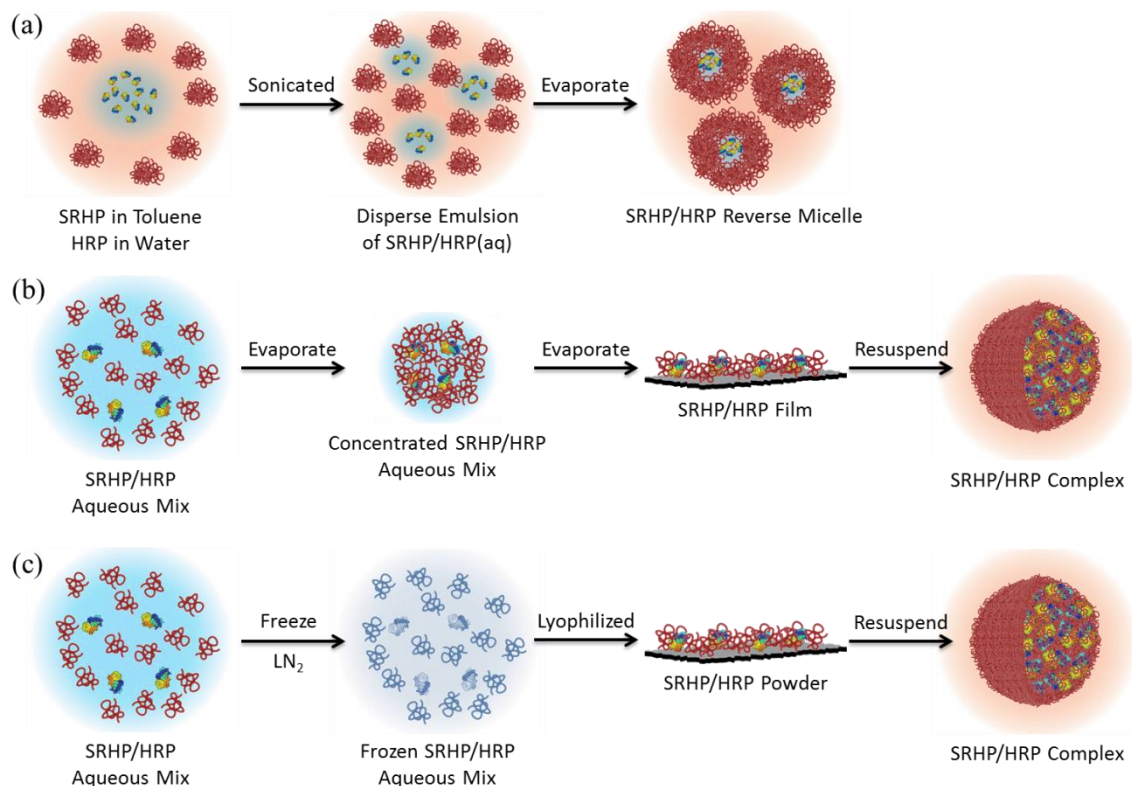 (a)
Sonicated
Evaporate
SRHP in Toluene
HRP in Water
Disperse Emulsion
of SRHP/HRP(aq)
SRHP/HRP Reverse Micelle
(b)
Evaporate
Evaporate
Resuspend
SRHP/HRP
Aqueous Mix
Concentrated SRHP/HRP
Aqueous Mix
SRHP/HRP Film
SRHP/HRP Complex
(c)
Freeze
LN₂
Lyophilized
Resuspend
SRHP/HRP
Aqueous Mix
Frozen SRHP/HRP
Aqueous Mix
SRHP/HRP Powder
SRHP/HRP Complex